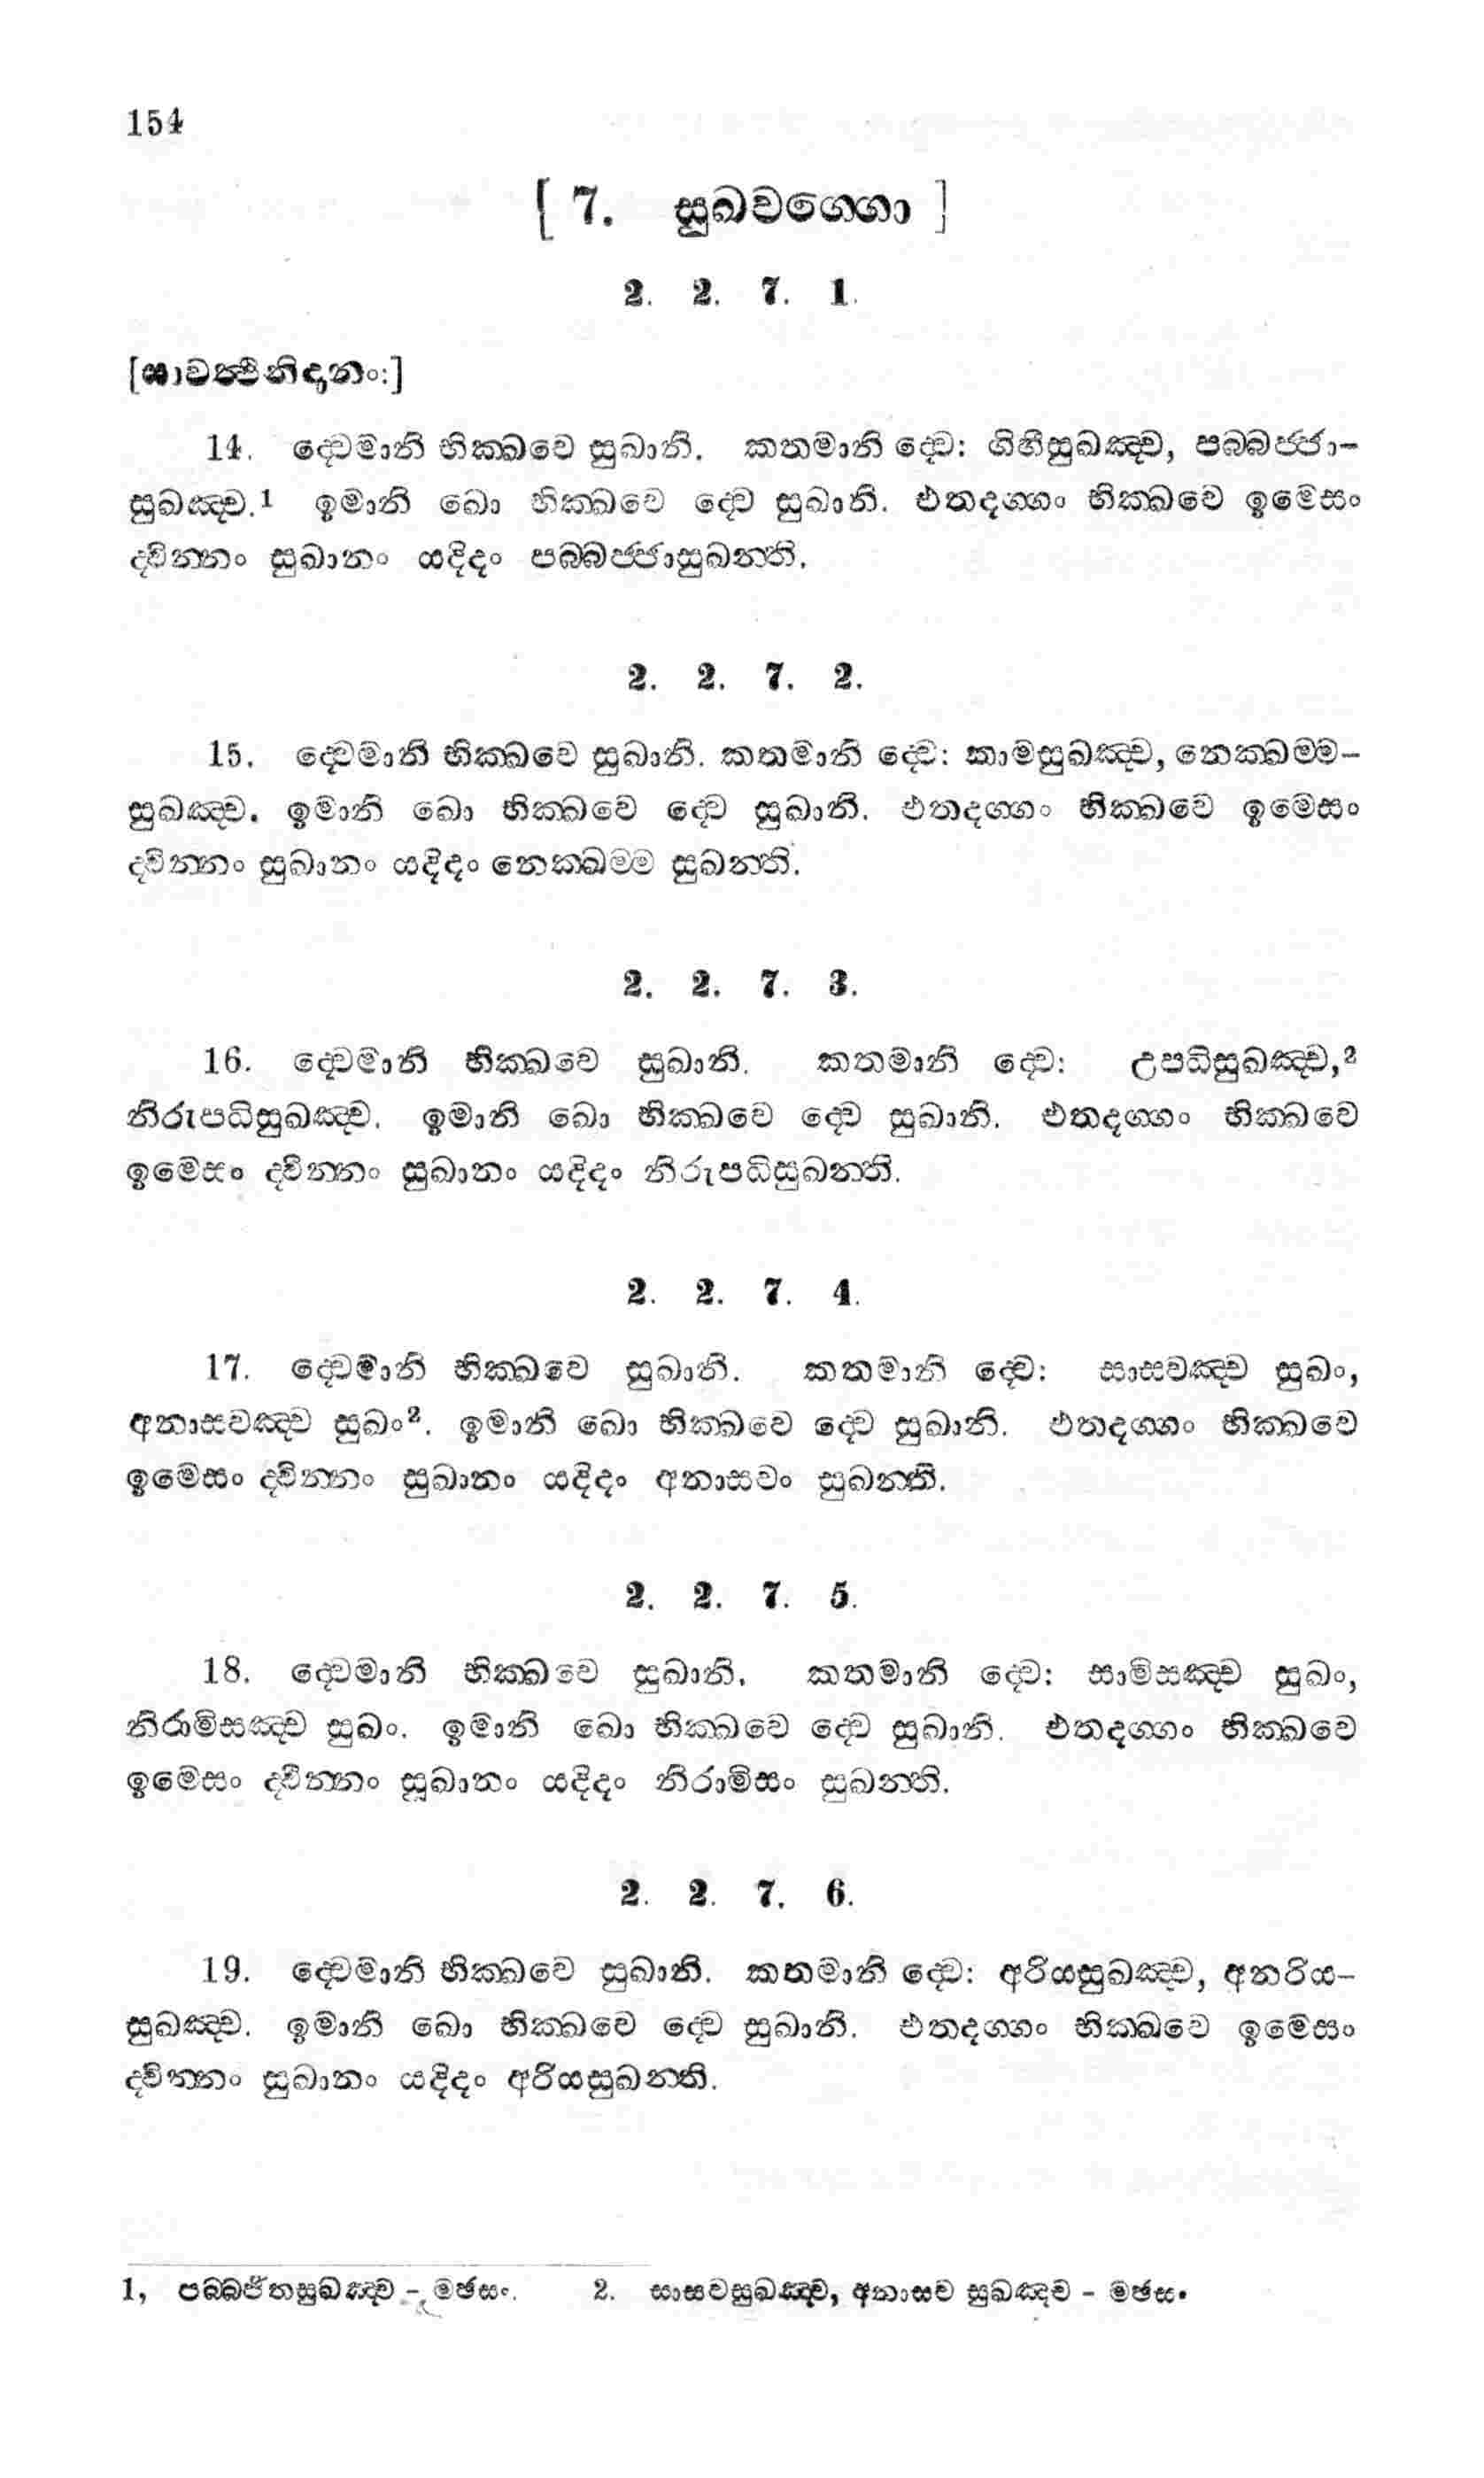 154
[ 7. සුඛවග්ගො ]
2. 2. 7. 1.
[සාවත්ථිනිදානං:]
14. ද්වෙමානි භික්ඛවෙ සුඛානි. කතමානි ද්වෙ: ගිහීසුඛඤ්ච, පබ්බජ්ජා-
සුඛඤ්ච.¹ ඉමානි ඛො භික්ඛවෙ ද්වෙ සුඛානි. එතදග්ගං භික්ඛවෙ ඉමෙසං
ද්වින්නං සුඛානං යදිදං පබ්බජ්ජාසුඛන්ති.
2. 2. 7. 2.
15. ද්වෙමානි භික්ඛවෙ සුඛානි. කතමානි ද්වෙ: කාමසුඛඤ්ච, නෙක්ඛම්ම-
සුඛඤ්ච. ඉමානි ඛො භික්ඛවෙ ද්වෙ සුඛානි. එතදග්ගං භික්ඛවෙ ඉමෙසං
ද්වින්නං සුඛානං යදිදං නෙක්ඛම්ම සුඛන්ති.
2. 2. 7. 3.
16. ද්වෙමානි භික්ඛවෙ සුඛානි. කතමානි ද්වෙ: උපධිසුඛඤ්ච,²
නිරුපධිසුඛඤ්ච. ඉමානි ඛො භික්ඛවෙ ද්වෙ සුඛානි. එතදග්ගං භික්ඛවෙ
ඉමෙසං ද්වින්නං සුඛානං යදිදං නිරුපධිසුඛන්ති.
2. 2. 7. 4.
17. ද්වෙමානි භික්ඛවෙ සුඛානි. කතමානි ද්වෙ: සාසවඤ්ච සුඛං,
අනාසවඤ්ච සුඛං². ඉමානි ඛො භික්ඛවෙ ද්වෙ සුඛානි. එතදග්ගං භික්ඛවෙ
ඉමෙසං ද්වින්නං සුඛානං යදිදං අනාසවං සුඛන්ති.
2. 2. 7. 5.
18. ද්වෙමානි භික්ඛවෙ සුඛානි. කතමානි ද්වෙ: සාමිසඤ්ච සුඛං,
නිරාමිසඤ්ච සුඛං. ඉමානි ඛො භික්ඛවෙ ද්වෙ සුඛානි. එතදග්ගං භික්ඛවෙ
ඉමෙසං ද්වින්නං සූඛානං යදිදං නිරාමිසං සුඛන්ති.
2. 2. 7. 6.
19. ද්වෙමානි භික්ඛවෙ සුඛානි. කතමානි ද්වෙ: අරියසුඛඤ්ච, අනරිය-
සුඛඤ්ච. ඉමානි ඛො භික්ඛවෙ ද්වෙ සුඛානි. එතදග්ගං භික්ඛවෙ ඉමෙසං
ද්වින්නං සුඛානං යදිදං අරියසුඛන්ති.
1, පබ්බජිතසුඛඤ්ච - මඡසං. 2. සාසවසුඛඤ්ච, අනාසව සුඛඤ්ච - මඡසං